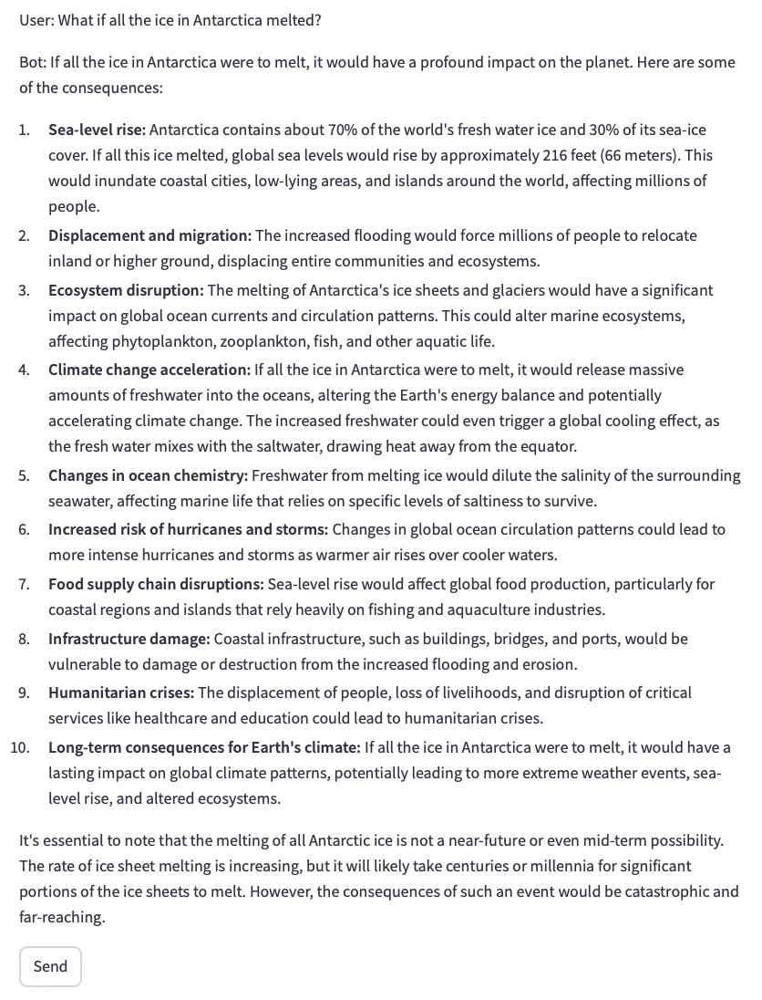 User: What if all the ice in Antarctica melted?
Bot: If all the ice in Antarctica were to melt, it would have a profound impact on the planet. Here are some
of the consequences:
1. Sea-level rise: Antarctica contains about 70% of the world's fresh water ice and 30% of its sea-ice
cover. If all this ice melted, global sea levels would rise by approximately 216 feet (66 meters). This
would inundate coastal cities, low-lying areas, and islands around the world, affecting millions of
people.
2. Displacement and migration: The increased flooding would force millions of people to relocate
inland or higher ground, displacing entire communities and ecosystems.
3. Ecosystem disruption: The melting of Antarctica's ice sheets and glaciers would have a significant
impact on global ocean currents and circulation patterns. This could alter marine ecosystems,
affecting phytoplankton, zooplankton, fish, and other aquatic life.
4. Climate change acceleration: If all the ice in Antarctica were to melt, it would release massive
amounts of freshwater into the oceans, altering the Earth's energy balance and potentially
accelerating climate change. The increased freshwater could even trigger a global cooling effect, as
the fresh water mixes with the saltwater, drawing heat away from the equator.
5. Changes in ocean chemistry: Freshwater from melting ice would dilute the salinity of the surrounding
seawater, affecting marine life that relies on specific levels of saltiness to survive.
6. Increased risk of hurricanes and storms: Changes in global ocean circulation patterns could lead to
more intense hurricanes and storms as warmer air rises over cooler waters.
7. Food supply chain disruptions: Sea-level rise would affect global food production, particularly for
coastal regions and islands that rely heavily on fishing and aquaculture industries.
8. Infrastructure damage: Coastal infrastructure, such as buildings, bridges, and ports, would be
vulnerable to damage or destruction from the increased flooding and erosion.
9. Humanitarian crises: The displacement of people, loss of livelihoods, and disruption of critical
services like healthcare and education could lead to humanitarian crises.
10. Long-term consequences for Earth's climate: If all the ice in Antarctica were to melt, it would have a
lasting impact on global climate patterns, potentially leading to more extreme weather events, sea-
level rise, and altered ecosystems.
It's essential to note that the melting of all Antarctic ice is not a near-future or even mid-term possibility.
The rate of ice sheet melting is increasing, but it will likely take centuries or millennia for significant
portions of the ice sheets to melt. However, the consequences of such an event would be catastrophic and
far-reaching.
Send